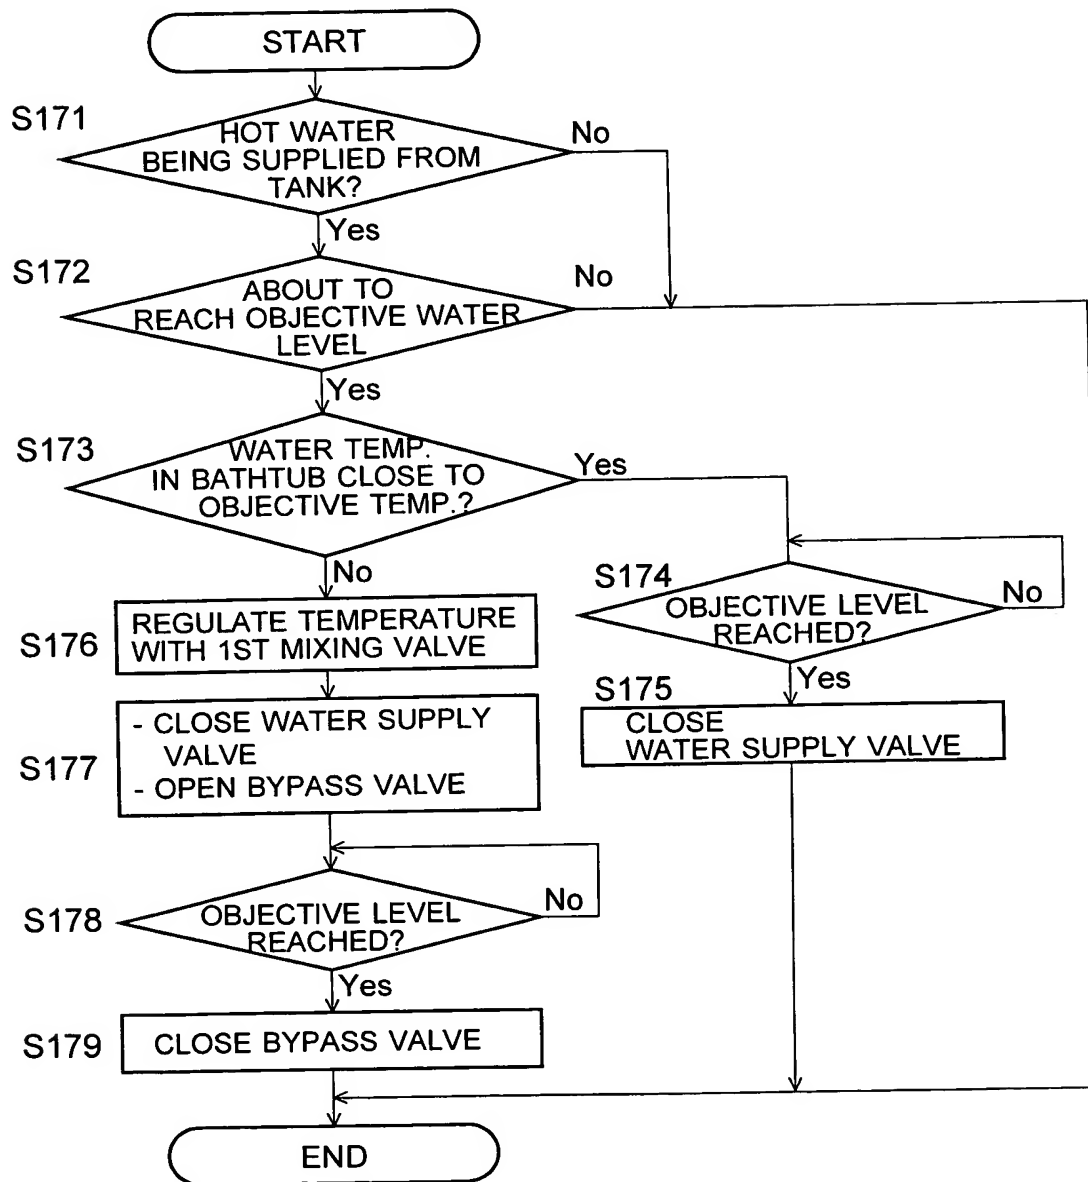 START
S171
HOT WATER
BEING SUPPLIED FROM
TANK?
No
Yes
S172
ABOUT TO
REACH OBJECTIVE WATER
LEVEL
No
Yes
S173
WATER TEMP.
IN BATHTUB CLOSE TO
OBJECTIVE TEMP.?
Yes
No
S174
OBJECTIVE LEVEL
REACHED?
No
Yes
S175
CLOSE
WATER SUPPLY VALVE
S176
REGULATE TEMPERATURE
WITH 1ST MIXING VALVE
S177
- CLOSE WATER SUPPLY
VALVE
- OPEN BYPASS VALVE
S178
OBJECTIVE LEVEL
REACHED?
No
Yes
S179
CLOSE BYPASS VALVE
END